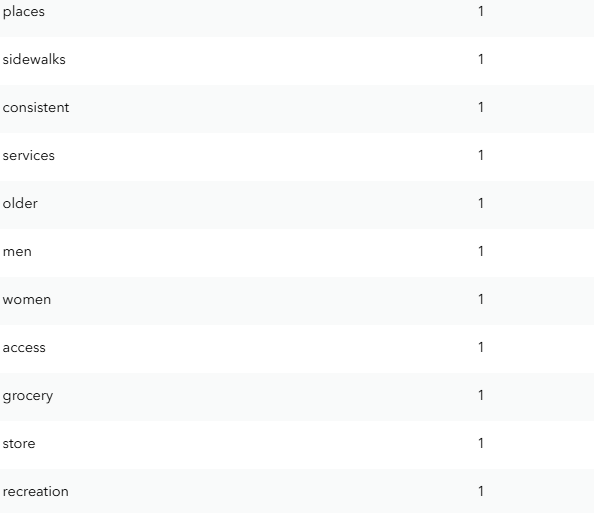 places 1
sidewalks 1
consistent 1
services 1
older 1
men 1
women 1
access 1
grocery 1
store 1
recreation 1